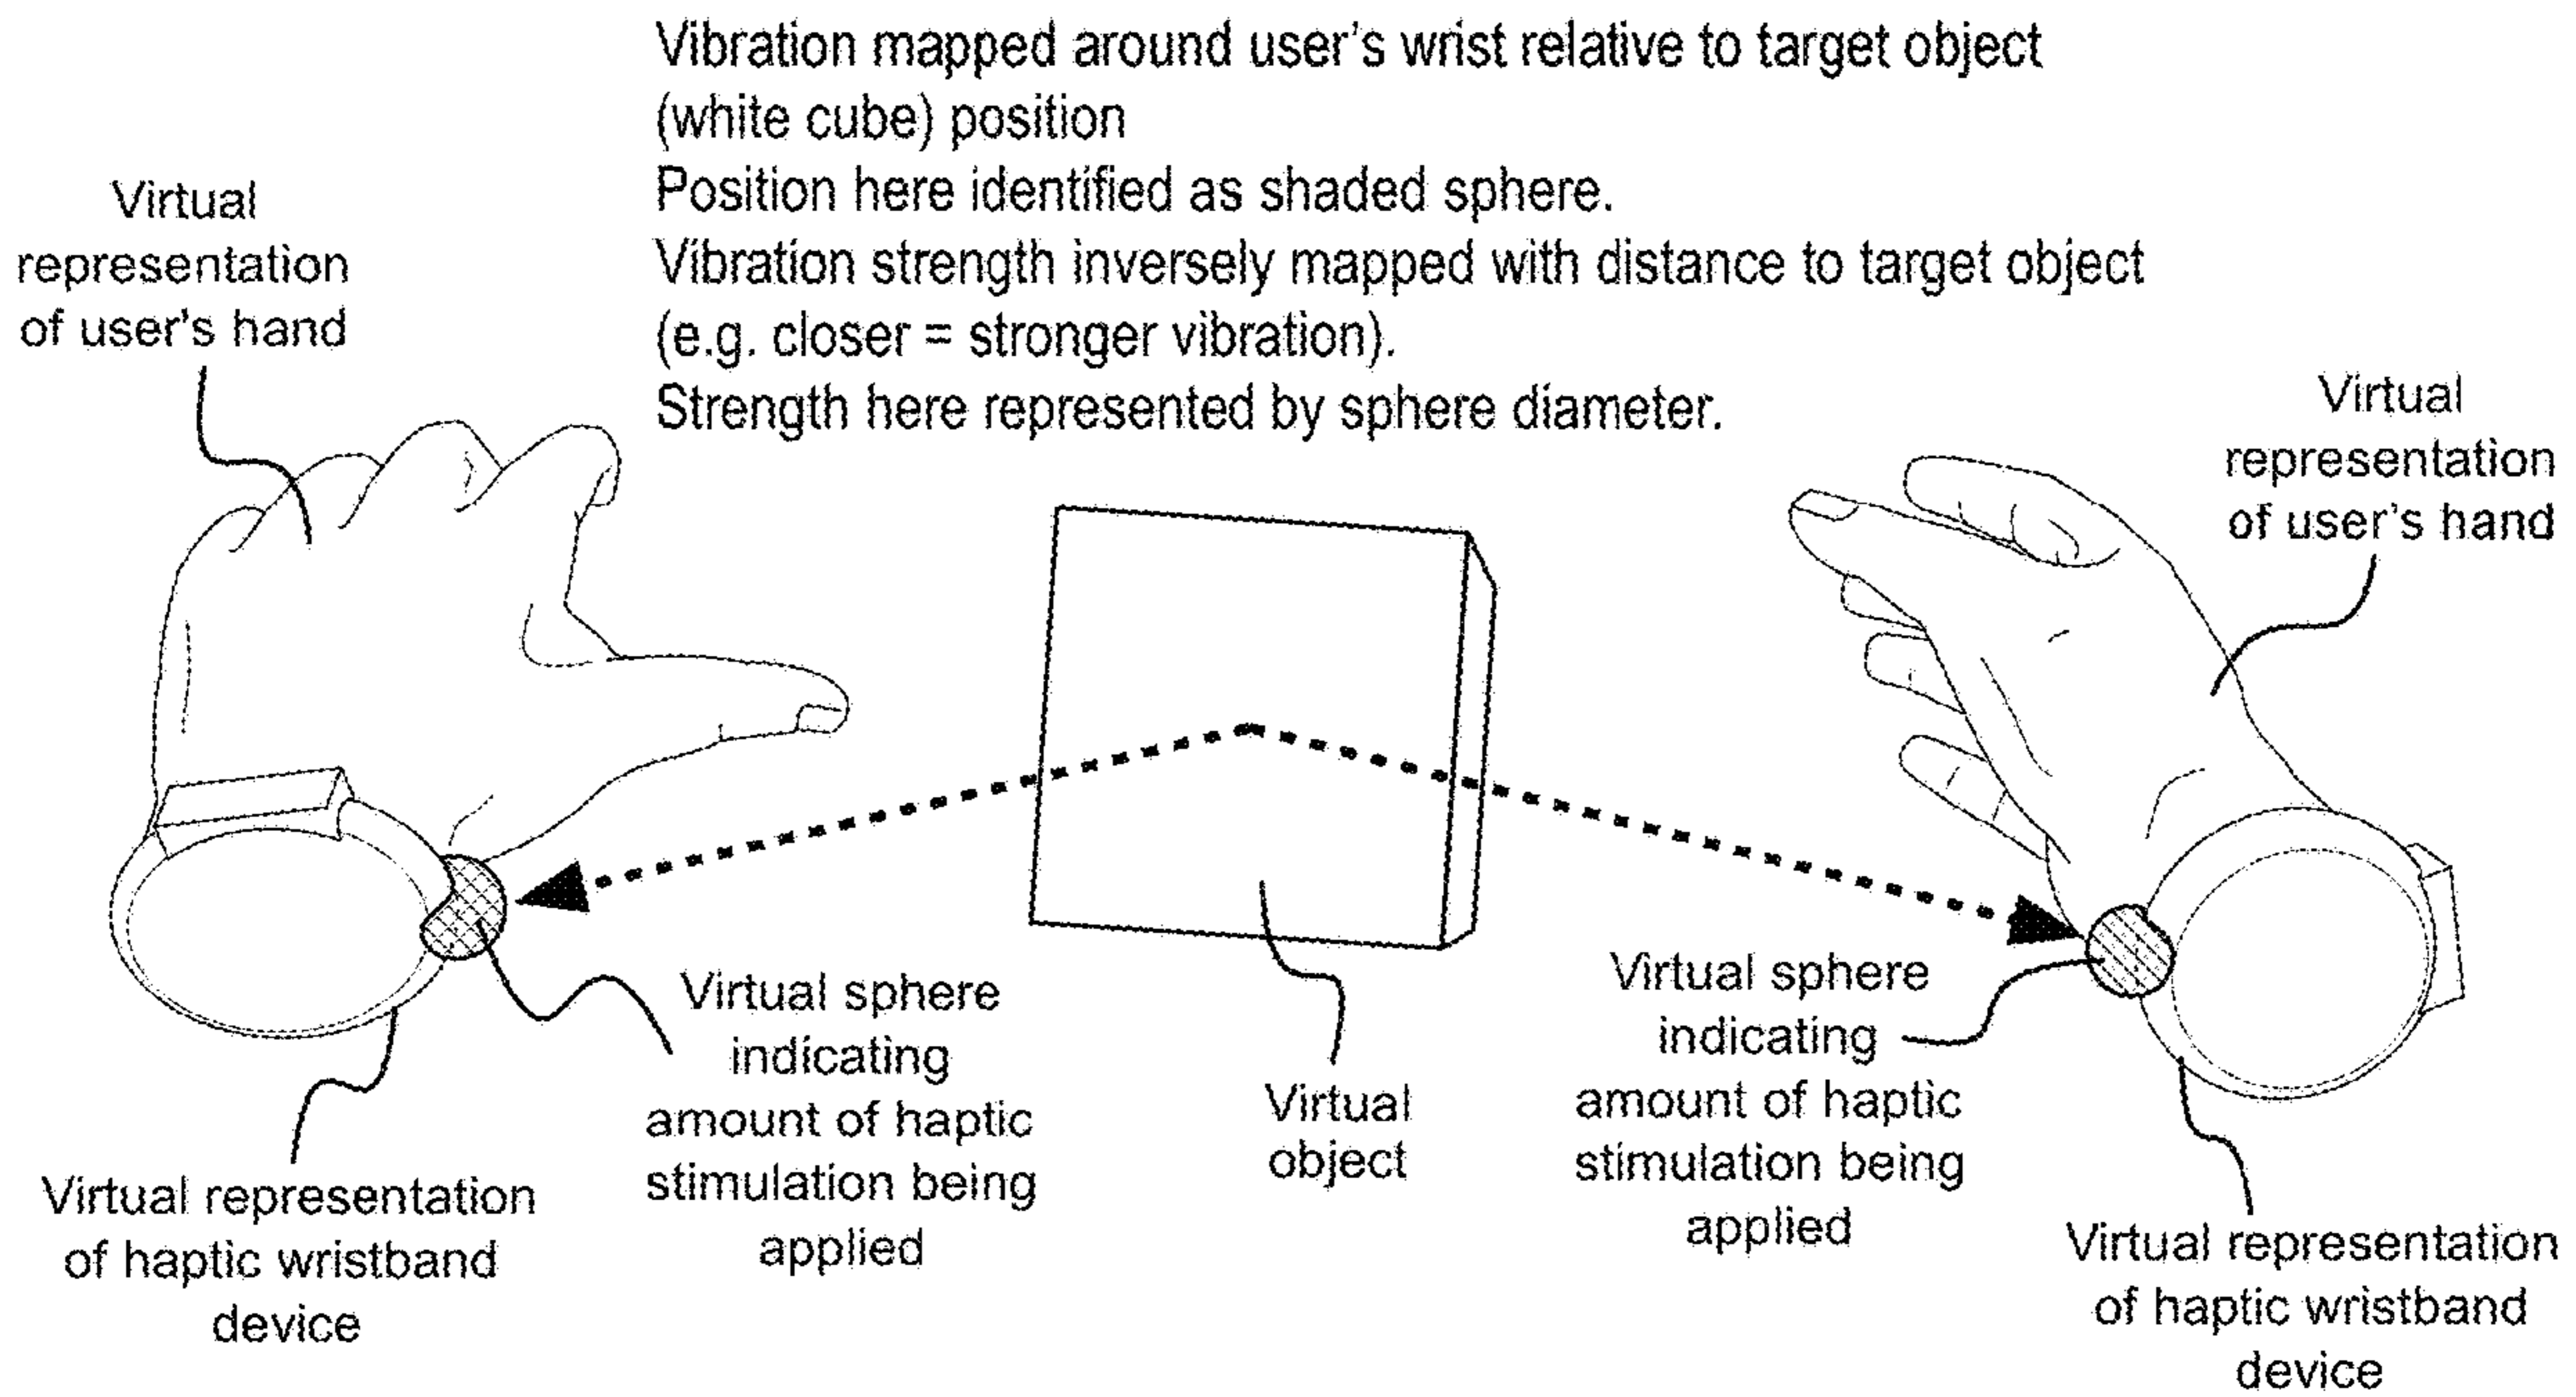 Vibration mapped around user's wrist relative to target object
(white cube) position
Position here identified as shaded sphere.
Vibration strength inversely mapped with distance to target object
(e.g. closer = stronger vibration).
Strength here represented by sphere diameter.
Virtual
representation
of user's hand
Virtual
representation
of user's hand
Virtual sphere
indicating
amount of haptic
stimulation being
applied
Virtual
object
Virtual sphere
indicating
amount of haptic
stimulation being
applied
Virtual representation
of haptic wristband
device
Virtual representation
of haptic wristband
device